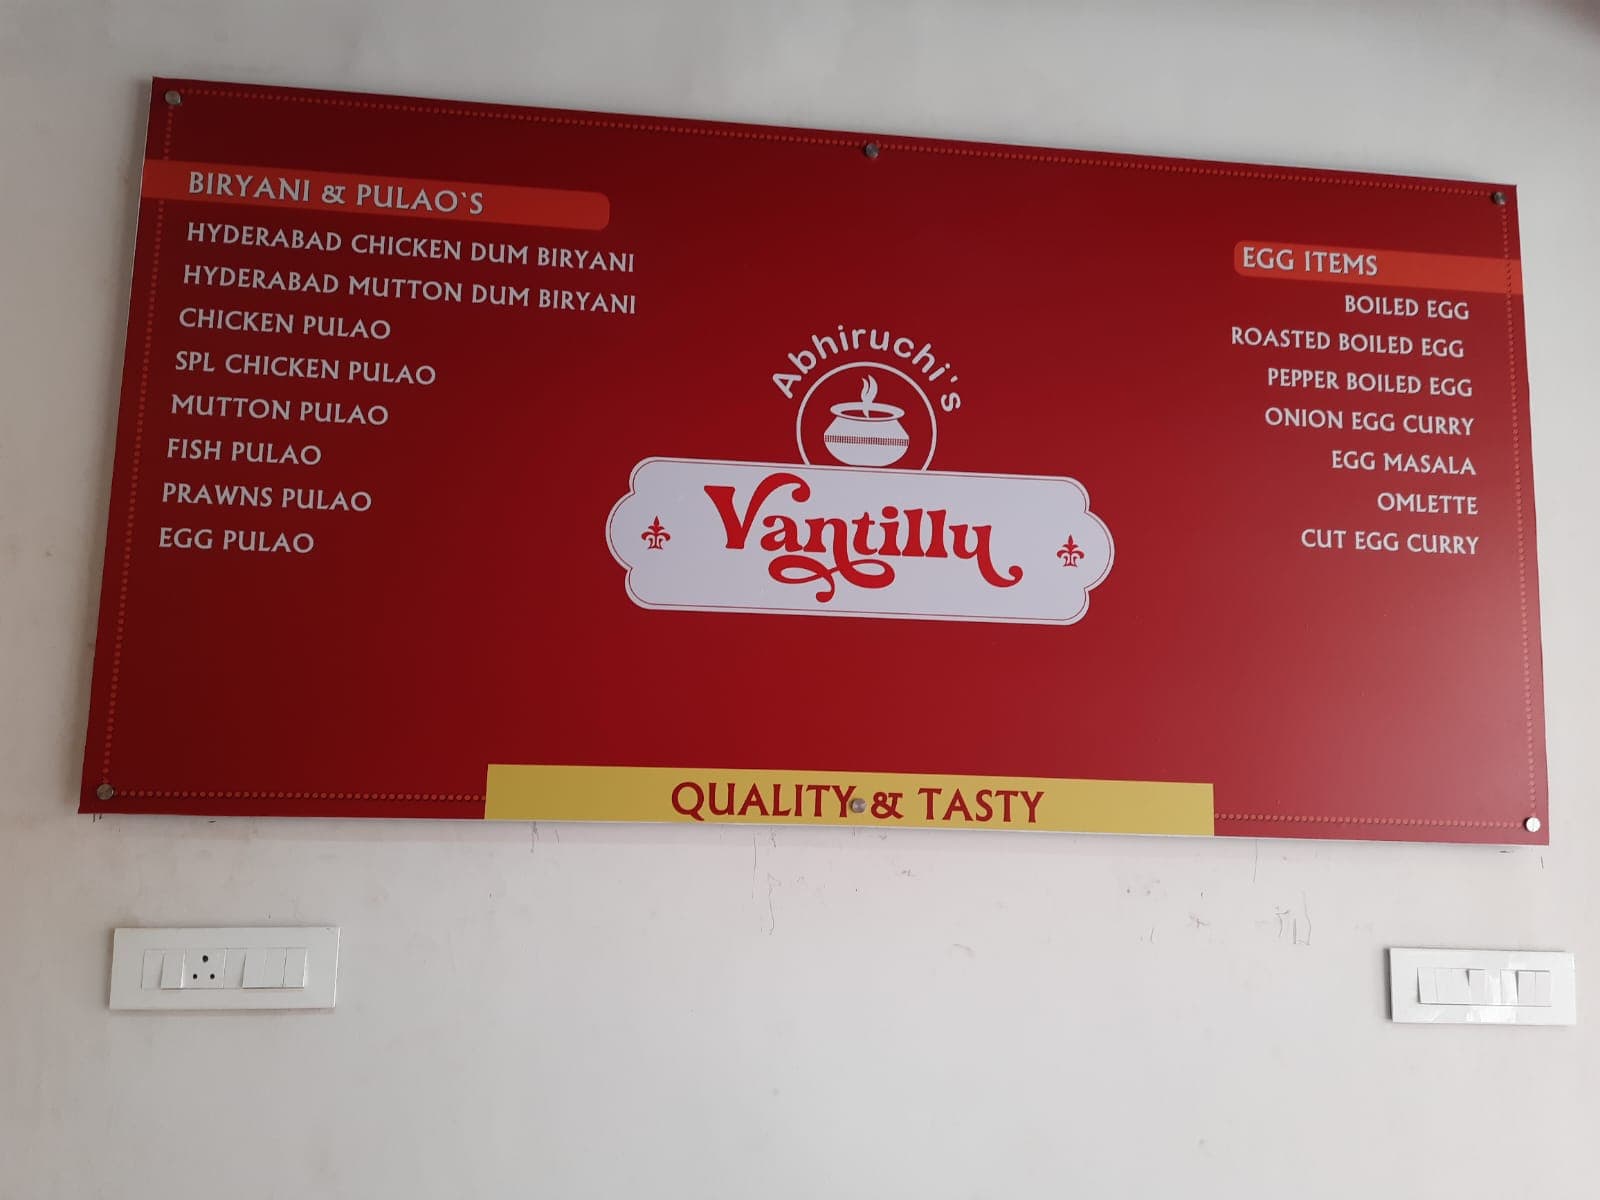 BIRYANI & PULAO`S
HYDERABAD CHICKEN DUM BIRYANI
HYDERABAD MUTTON DUM BIRYANI
CHICKEN PULAO
SPL CHICKEN PULAO
MUTTON PULAO
FISH PULAO
PRAWNS PULAO
EGG PULAO
Abhiruchi's
Vantillu
EGG ITEMS
BOILED EGG
ROASTED BOILED EGG
PEPPER BOILED EGG
ONION EGG CURRY
EGG MASALA
OMLETTE
CUT EGG CURRY
QUALITY & TASTY